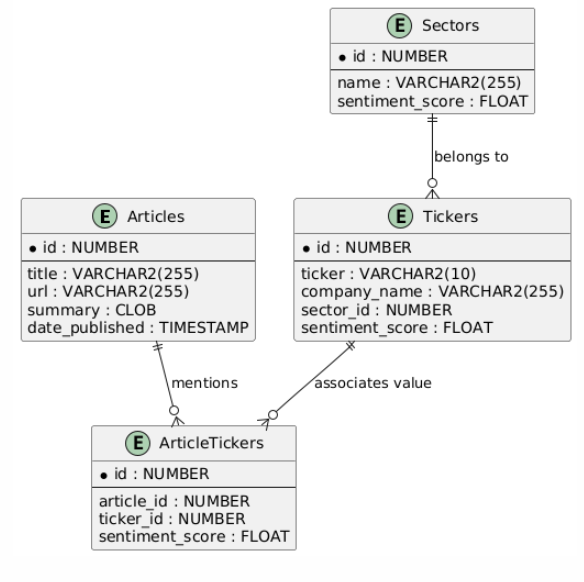 E Sectors
* id : NUMBER
name : VARCHAR2(255)
sentiment_score : FLOAT
belongs to
E Articles
* id : NUMBER
title : VARCHAR2(255)
url : VARCHAR2(255)
summary : CLOB
date_published : TIMESTAMP
E Tickers
* id : NUMBER
ticker : VARCHAR2(10)
company_name : VARCHAR2(255)
sector_id : NUMBER
sentiment_score : FLOAT
mentions
associates value
E ArticleTickers
* id : NUMBER
article_id : NUMBER
ticker_id : NUMBER
sentiment_score : FLOAT